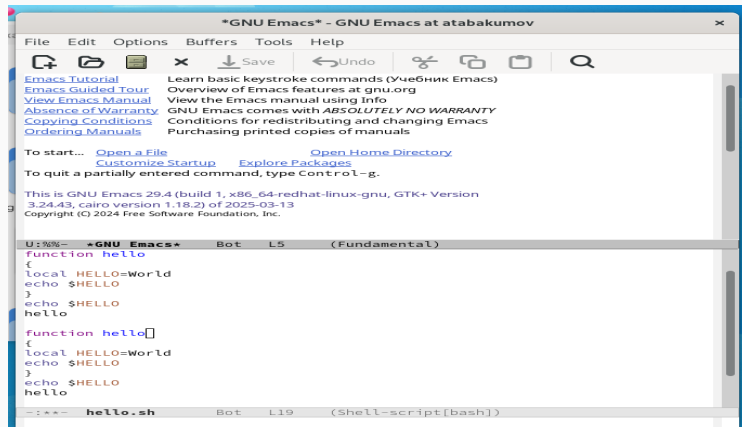 *GNU Emacs* - GNU Emacs at atabakumov
File Edit Options Buffers Tools Help
Save Undo
Emacs Tutorial Learn basic keystroke commands (Учебник Emacs)
Emacs Guided Tour Overview of Emacs features at gnu.org
View Emacs Manual View the Emacs manual using Info
Absence of Warranty GNU Emacs comes with ABSOLUTELY NO WARRANTY
Copying Conditions Conditions for redistributing and changing Emacs
Ordering Manuals Purchasing printed copies of manuals
To start... Open a File Open Home Directory
Customize Startup Explore Packages
To quit a partially entered command, type Control-g.
This is GNU Emacs 29.4 (build 1, x86_64-redhat-linux-gnu, GTK+ Version
3.24.43, cairo version 1.18.2) of 2025-03-13
Copyright (C) 2024 Free Software Foundation, Inc.
U:%%- *GNU Emacs* Bot L5 (Fundamental)
function hello
{
local HELLO=World
echo $HELLO
}
echo $HELLO
hello
function hello
{
local HELLO=World
echo $HELLO
}
echo $HELLO
hello
-:**- hello.sh Bot L19 (Shell-script[bash])